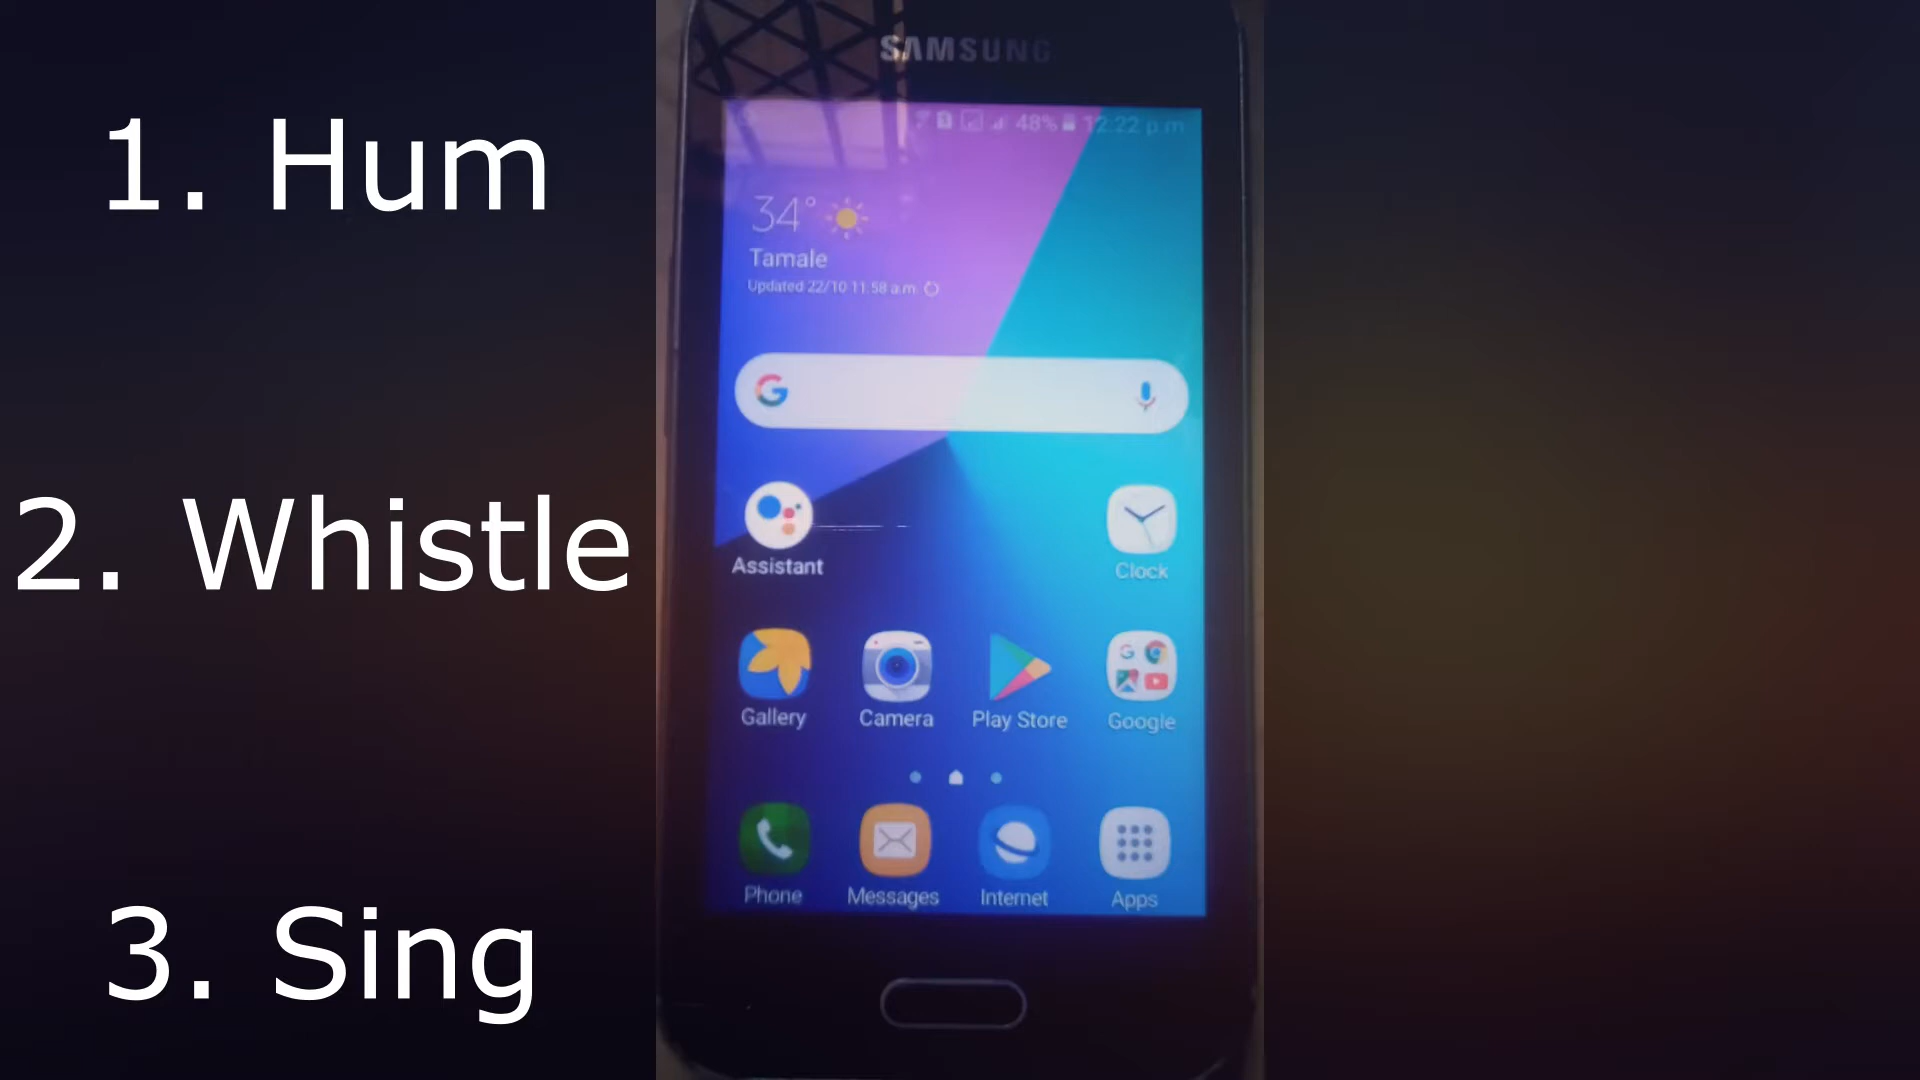 1. Hum
2. Whistle
3. Sing
SAMSUNG
48% 12:22 p m
34°
Tamale
Updated 22/10 11 58 a.m.
Assistant
Clock
Gallery
Camera
Play Store
Google
Phone
Messages
Internet
Apps